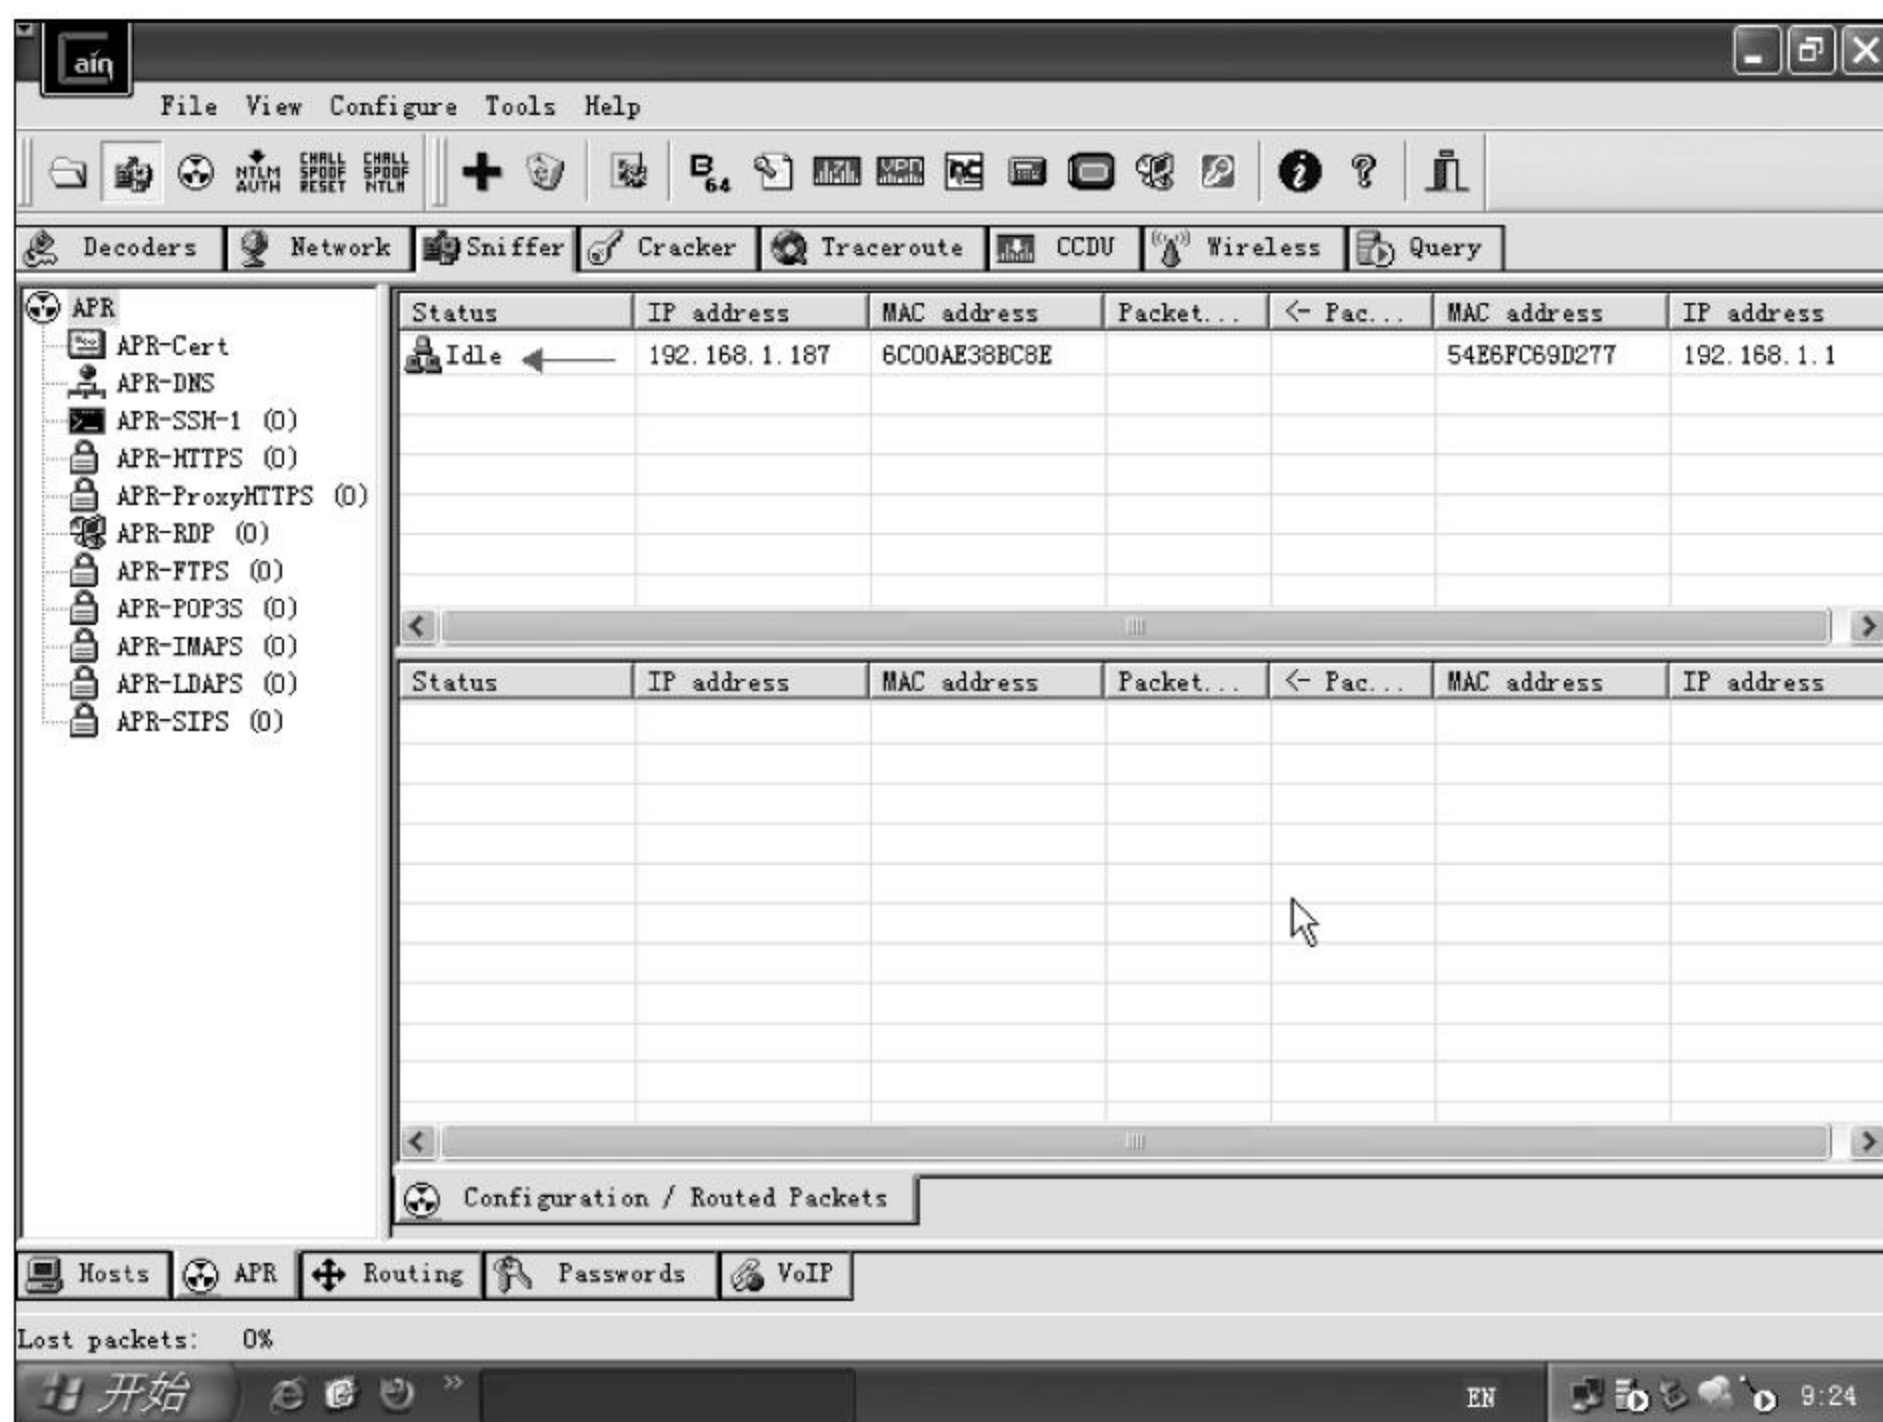 Cain
File View Configure Tools Help
NTLM AUTH CHALL SPOOF RESET CHALL SPOOF NTLM B64 VPN
Decoders Network Sniffer Cracker Traceroute CCDU Wireless Query
APR
APR-Cert
APR-DNS
APR-SSH-1 (0)
APR-HTTPS (0)
APR-ProxyHTTPS (0)
APR-RDP (0)
APR-FTPS (0)
APR-POP3S (0)
APR-IMAPS (0)
APR-LDAPS (0)
APR-SIPS (0)
Status IP address MAC address Packet... <- Pac... MAC address IP address
Idle 192.168.1.187 6C00AE38BC8E 54E6FC69D277 192.168.1.1
Status IP address MAC address Packet... <- Pac... MAC address IP address
Configuration / Routed Packets
Hosts APR Routing Passwords VoIP
Lost packets: 0%
开始 EN 9:24